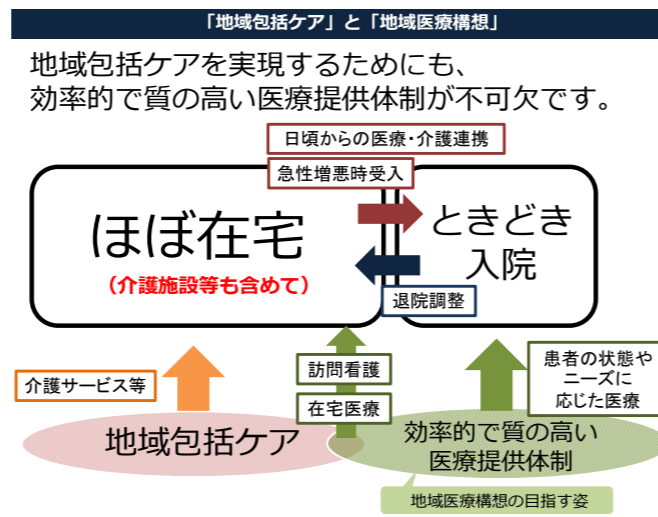 「地域包括ケア」と「地域医療構想」
地域包括ケアを実現するためにも、
効率的で質の高い医療提供体制が不可欠です。
日頃からの医療・介護連携
急性増悪時受入
ほぼ在宅
（介護施設等も含めて）
ときどき
入院
退院調整
介護サービス等
訪問看護
在宅医療
患者の状態や
ニーズに
応じた医療
地域包括ケア
効率的で質の高い
医療提供体制
地域医療構想の目指す姿